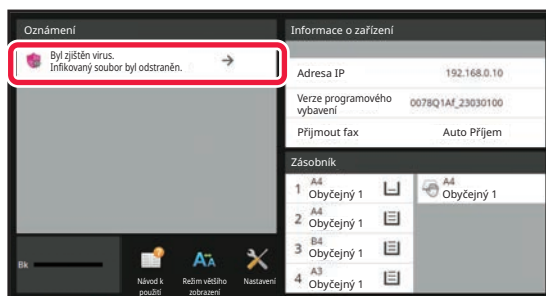 Oznámení
Byl zjištěn virus.
Infikovaný soubor byl odstraněn.
Bk
Návod k
použití
Režim většího
zobrazení
Nastavení
Informace o zařízení
Adresa IP 192.168.0.10
Verze programového
vybavení
0078Q1Af_23030100
Přijmout fax Auto Příjem
Zásobník
1 A4
Obyčejný 1
A4
Obyčejný 1
2 A4
Obyčejný 1
3 B4
Obyčejný 1
4 A3
Obyčejný 1